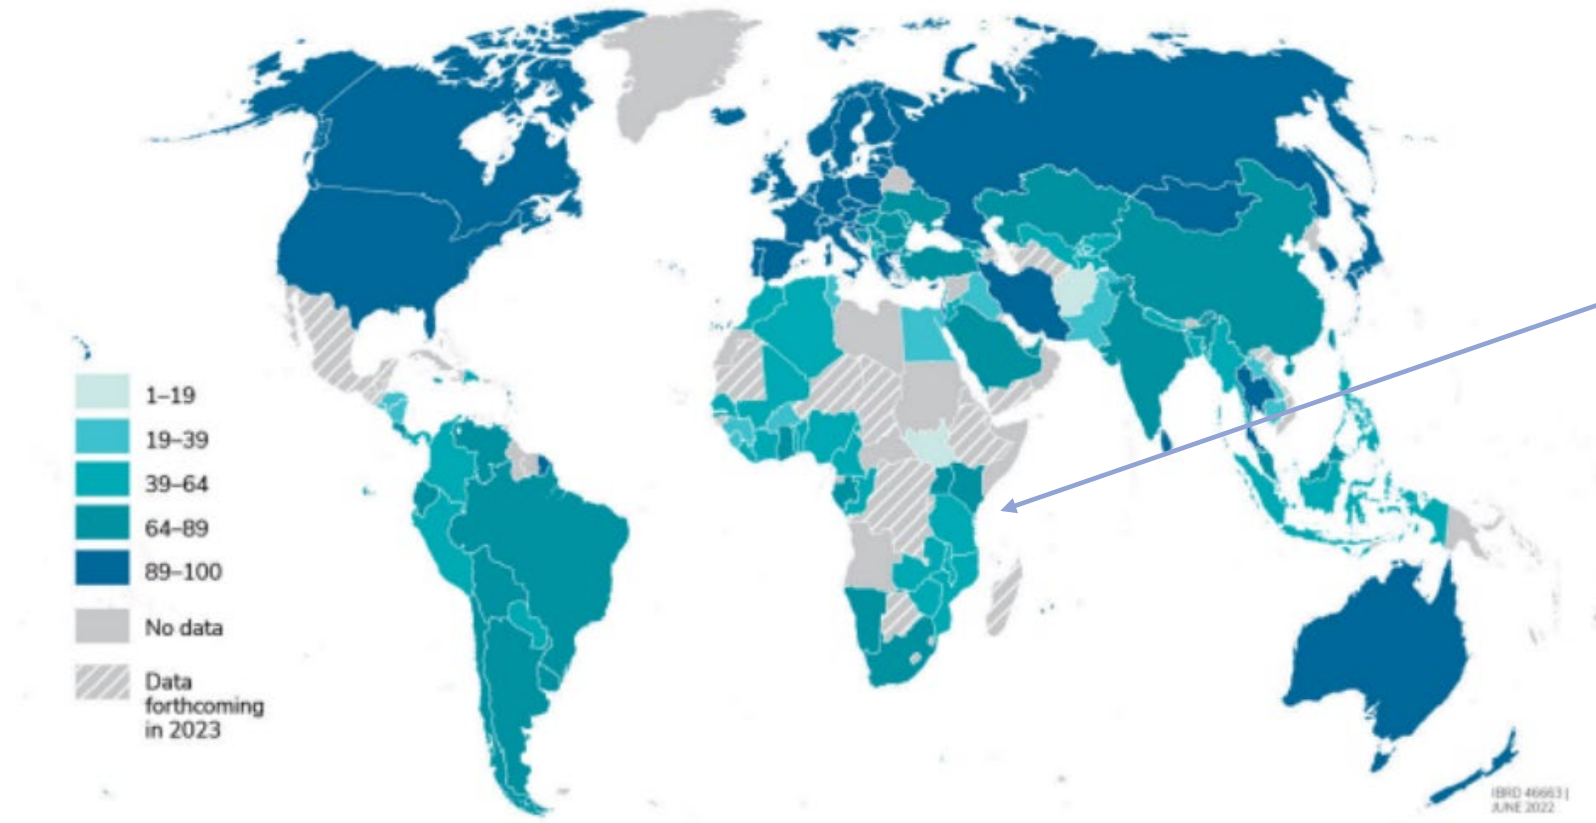 1–19
19–39
39–64
64–89
89–100
No data
Data
forthcoming
in 2023
IBRD 46663 |
JUNE 2022